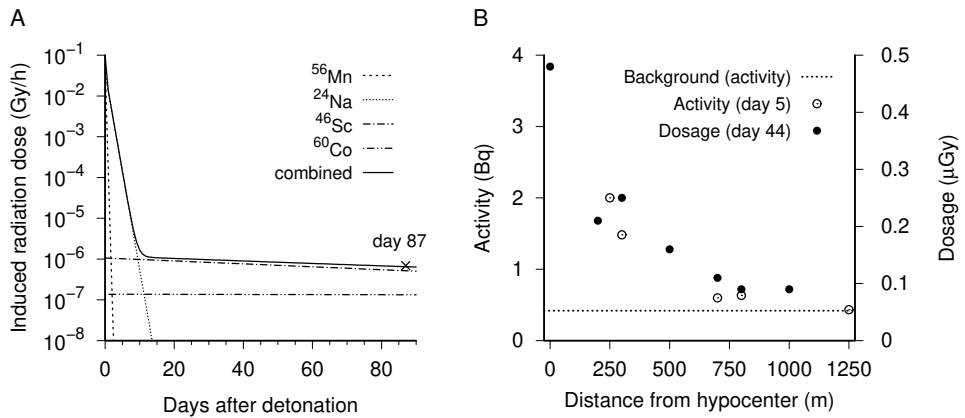 A
Induced radiation dose (Gy/h)
10⁻¹
10⁻²
10⁻³
10⁻⁴
10⁻⁵
10⁻⁶
10⁻⁷
10⁻⁸
⁵⁶Mn
²⁴Na
⁴⁶Sc
⁶⁰Co
combined
day 87
0 20 40 60 80
Days after detonation
B
Activity (Bq)
4
3
2
1
0
Background (activity)
Activity (day 5)
Dosage (day 44)
0.5
0.4
0.3
0.2
0.1
0
Dosage (μGy)
0 250 500 750 1000 1250
Distance from hypocenter (m)